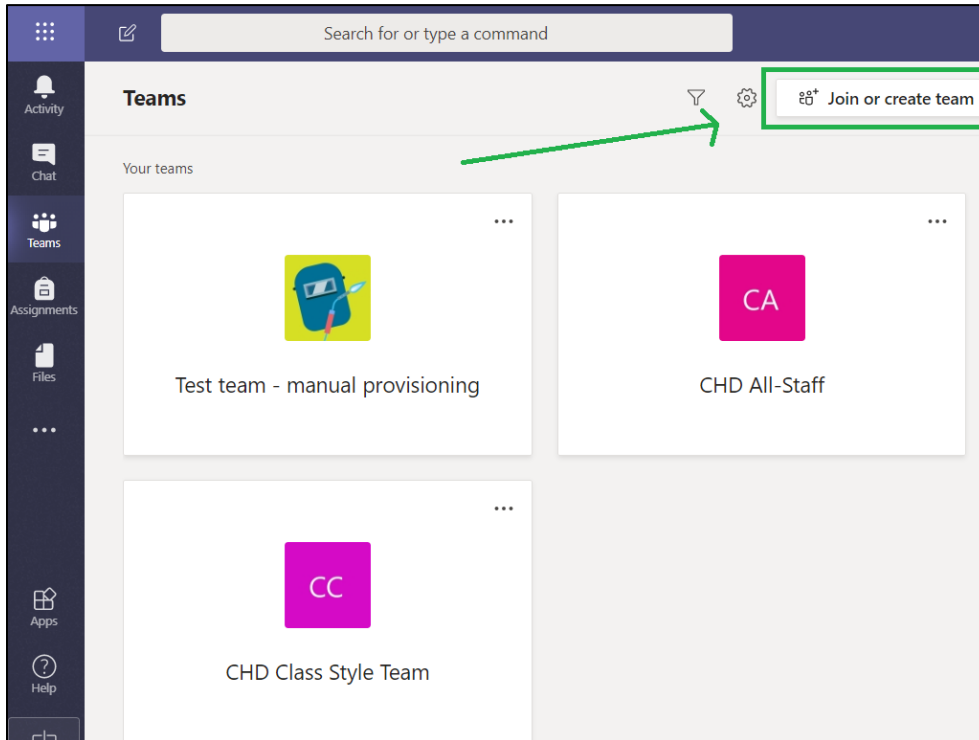 Search for or type a command
Activity
Chat
Teams
Assignments
Files
Apps
Help
Teams
Join or create team
Your teams
Test team - manual provisioning
CA
CHD All-Staff
CC
CHD Class Style Team